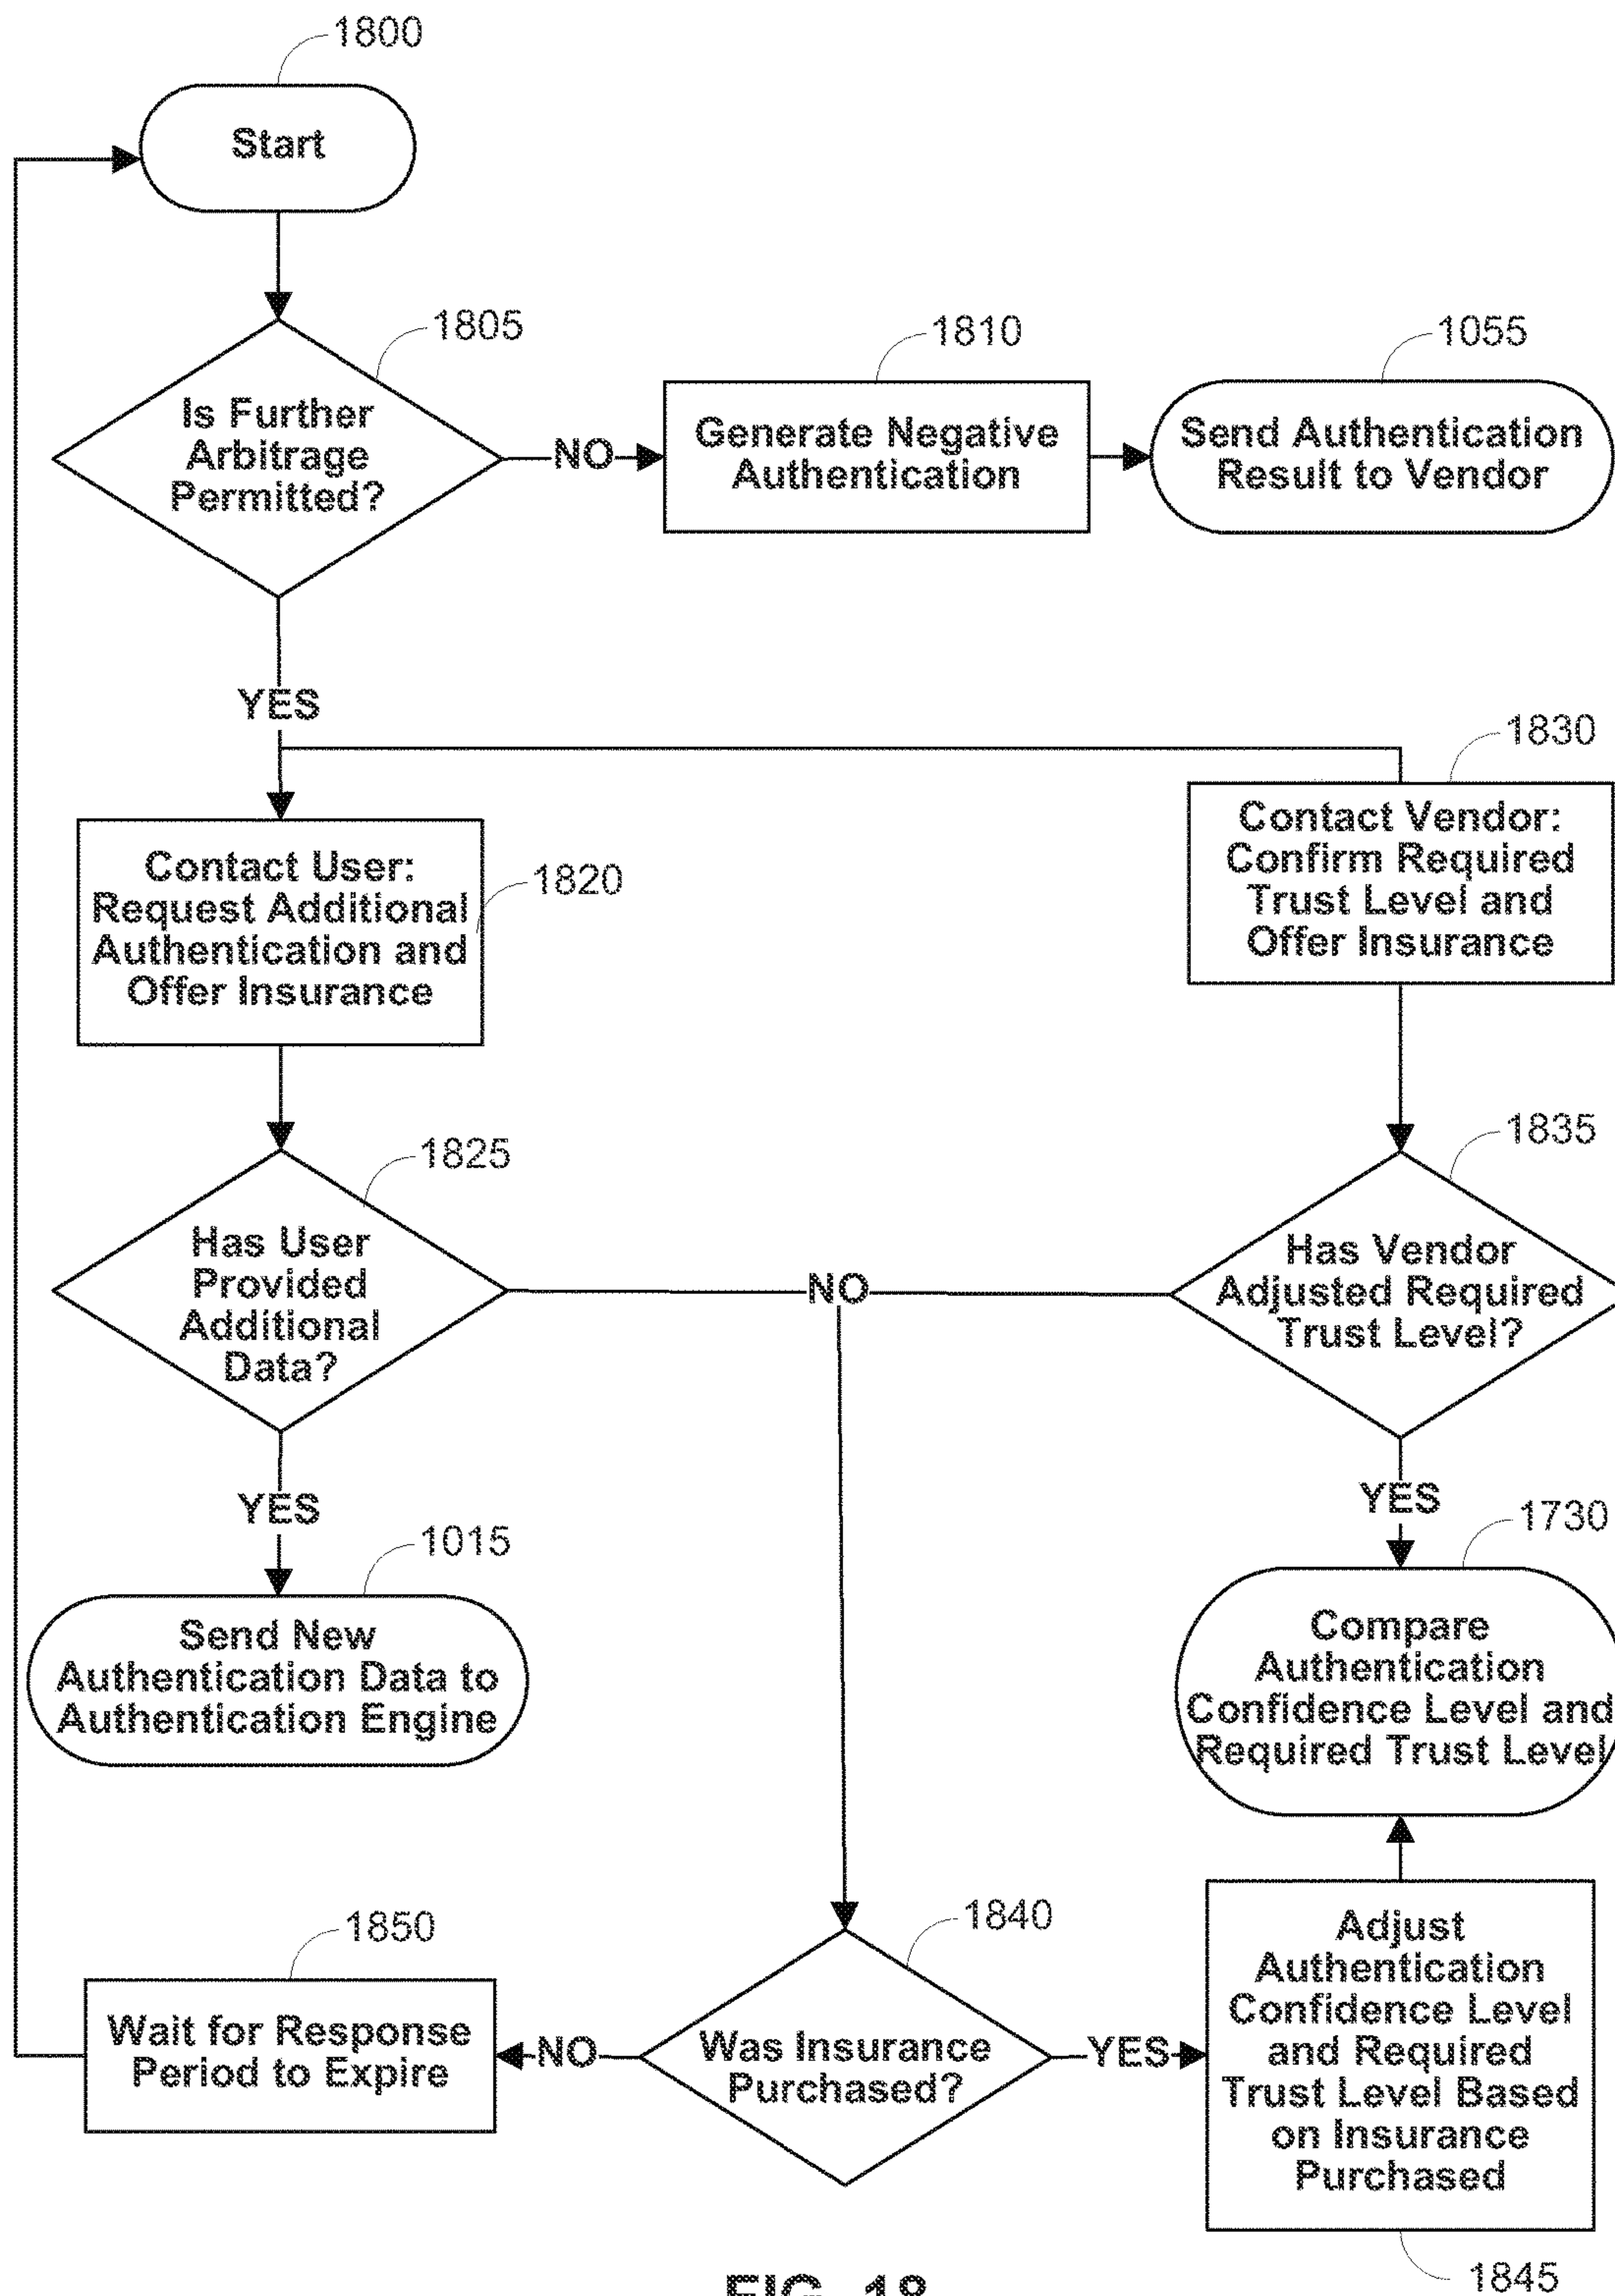 1800
Start
1805
Is Further
Arbitrage
Permitted?
NO
1810
Generate Negative
Authentication
1055
Send Authentication
Result to Vendor
YES
1830
Contact Vendor:
Confirm Required
Trust Level and
Offer Insurance
Contact User:
Request Additional
Authentication and
Offer Insurance
1820
1825
Has User
Provided
Additional
Data?
NO
1835
Has Vendor
Adjusted Required
Trust Level?
YES
YES
1015
Send New
Authentication Data to
Authentication Engine
1730
Compare
Authentication
Confidence Level and
Required Trust Level
1850
Wait for Response
Period to Expire
NO
1840
Was Insurance
Purchased?
YES
Adjust
Authentication
Confidence Level
and Required
Trust Level Based
on Insurance
Purchased
1845
FIG. 18